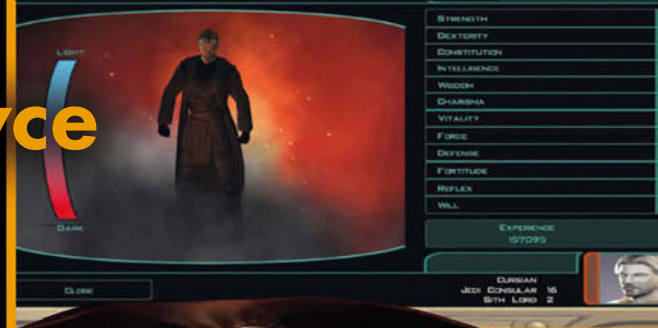 STRENGTH
DEXTERITY
CONSTITUTION
INTELLIGENCE
WISDOM
CHARISMA
VITALITY
FORCE
DEFENSE
FORTITUDE
REFLEX
WILL
LIGHT
yce
DARK
EXPERIENCE
157095
CLOSE
CURSIAN
JEDI CONSULAR 16
SITH LORD 2